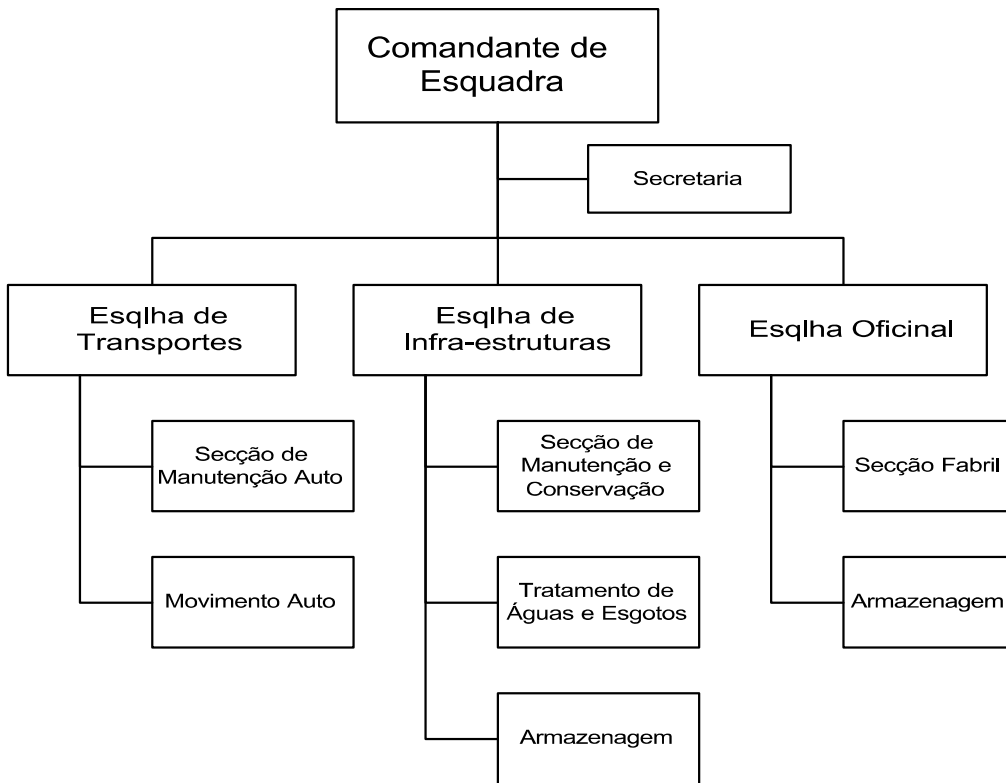 Comandante de
Esquadra
Secretaria
Esqlha de
Transportes
Esqlha de
Infra-estruturas
Esqlha Oficinal
Secção de
Manutenção Auto
Secção de
Manutenção e
Conservação
Secção Fabril
Movimento Auto
Tratamento de
Águas e Esgotos
Armazenagem
Armazenagem